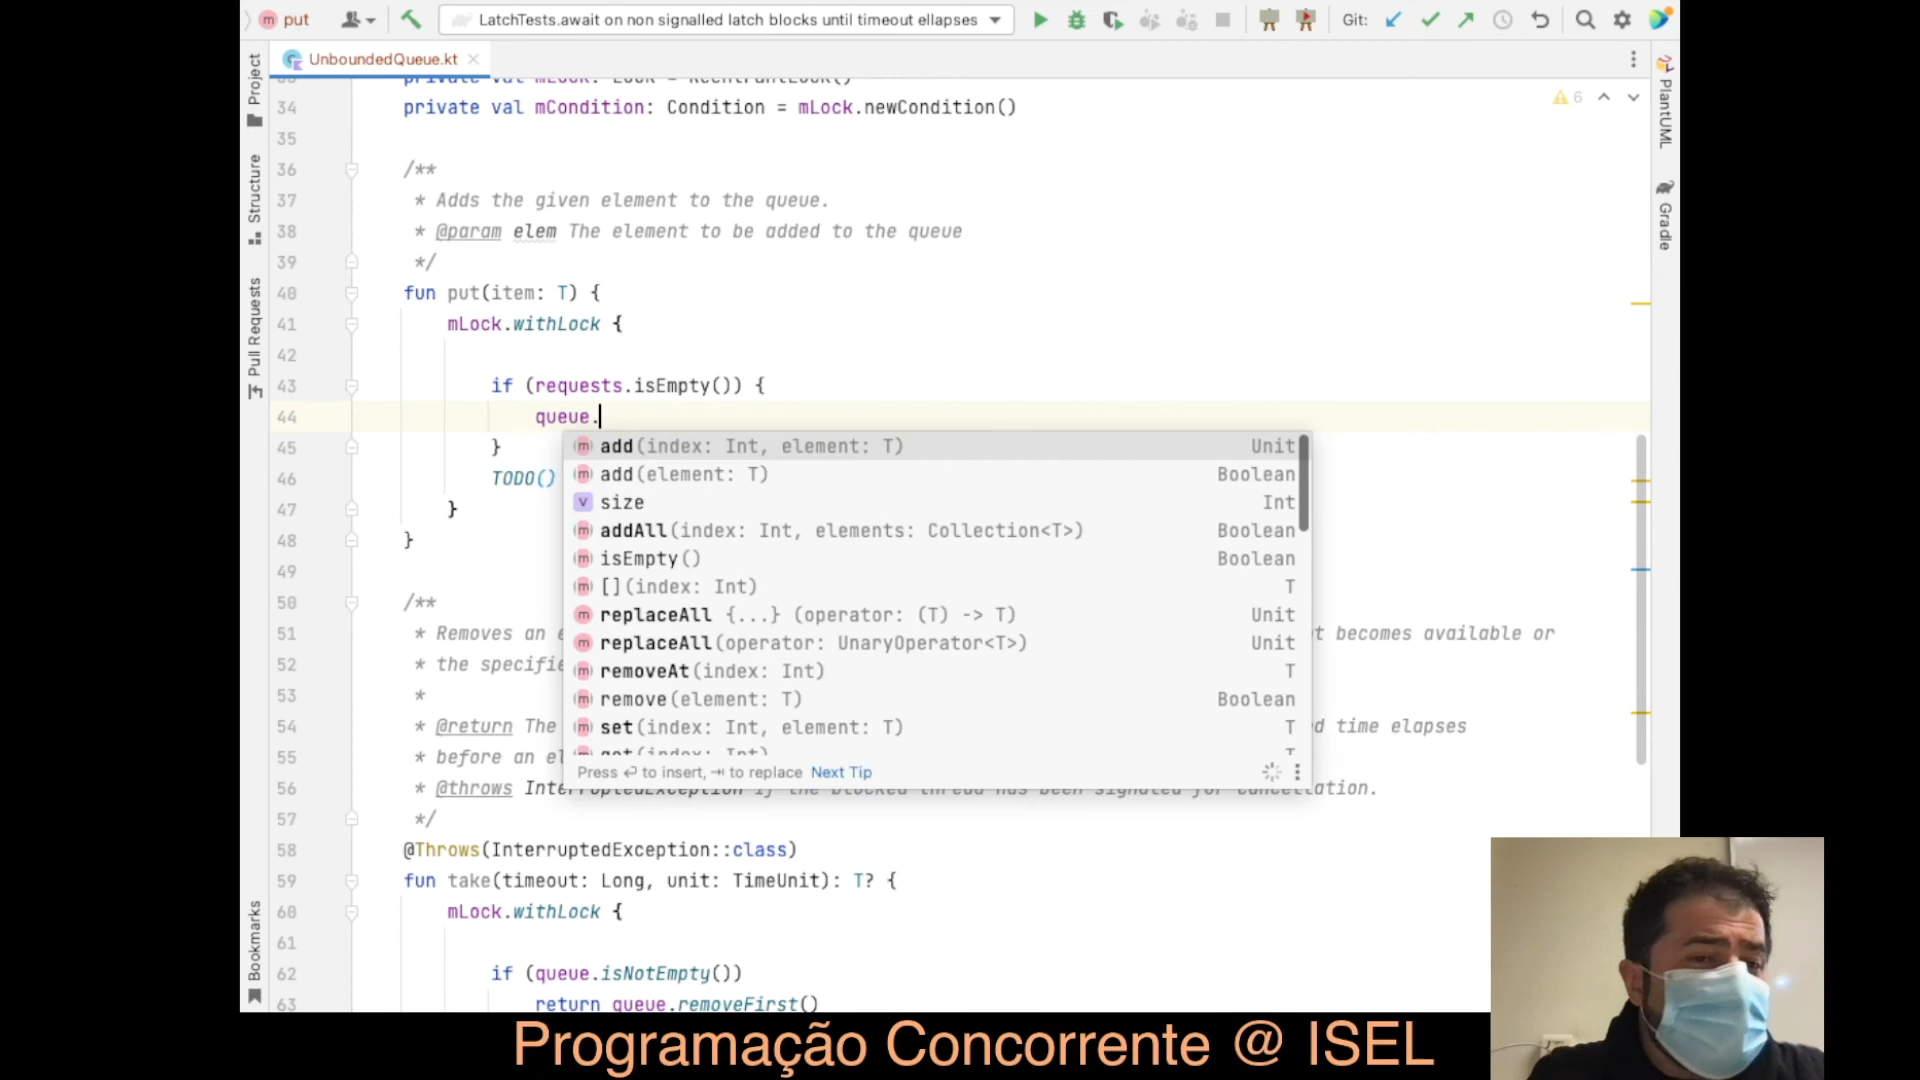 put
LatchTests.await on non signalled latch blocks until timeout ellapses
Git:
UnboundedQueue.kt
Project
Structure
Pull Requests
Bookmarks
PlantUML
Gradle
6
34 private val mCondition: Condition = mLock.newCondition()
35
36 /**
37 * Adds the given element to the queue.
38 * @param elem The element to be added to the queue
39 */
40 fun put(item: T) {
41 mLock.withLock {
42
43 if (requests.isEmpty()) {
44 queue.
45 }
46 TODO()
47 }
48 }
49
50 /**
51 * Removes an
52 * the specifie
53 *
54 * @return The
55 * before an el
56 * @throws
57 */
58 @Throws(InterruptedException::class)
59 fun take(timeout: Long, unit: TimeUnit): T? {
60 mLock.withLock {
61
62 if (queue.isNotEmpty())
63 return queue.removeFirst()
add(index: Int, element: T) Unit
add(element: T) Boolean
size Int
addAll(index: Int, elements: Collection<T>) Boolean
isEmpty() Boolean
[](index: Int) T
replaceAll {...} (operator: (T) -> T) Unit
replaceAll(operator: UnaryOperator<T>) Unit
removeAt(index: Int) T
remove(element: T) Boolean
set(index: Int, element: T) T
Press ↩ to insert, ⇥ to replace Next Tip
t becomes available or
d time elapses
Programação Concorrente @ ISEL